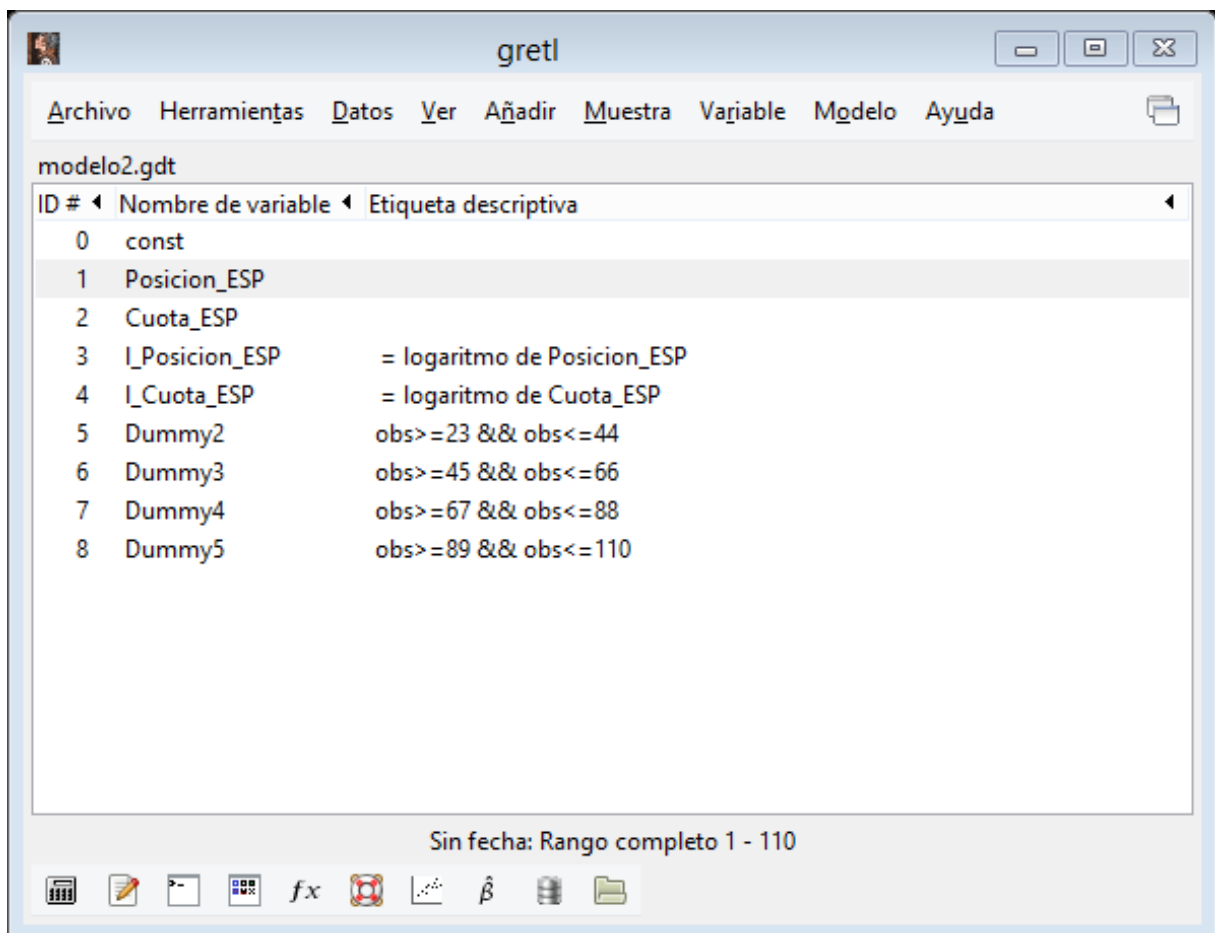 gretl
Archivo Herramientas Datos Ver Añadir Muestra Variable Modelo Ayuda
modelo2.gdt
ID # Nombre de variable Etiqueta descriptiva
0 const
1 Posicion_ESP
2 Cuota_ESP
3 l_Posicion_ESP = logaritmo de Posicion_ESP
4 l_Cuota_ESP = logaritmo de Cuota_ESP
5 Dummy2 obs>=23 && obs<=44
6 Dummy3 obs>=45 && obs<=66
7 Dummy4 obs>=67 && obs<=88
8 Dummy5 obs>=89 && obs<=110
Sin fecha: Rango completo 1 - 110
fx β̂